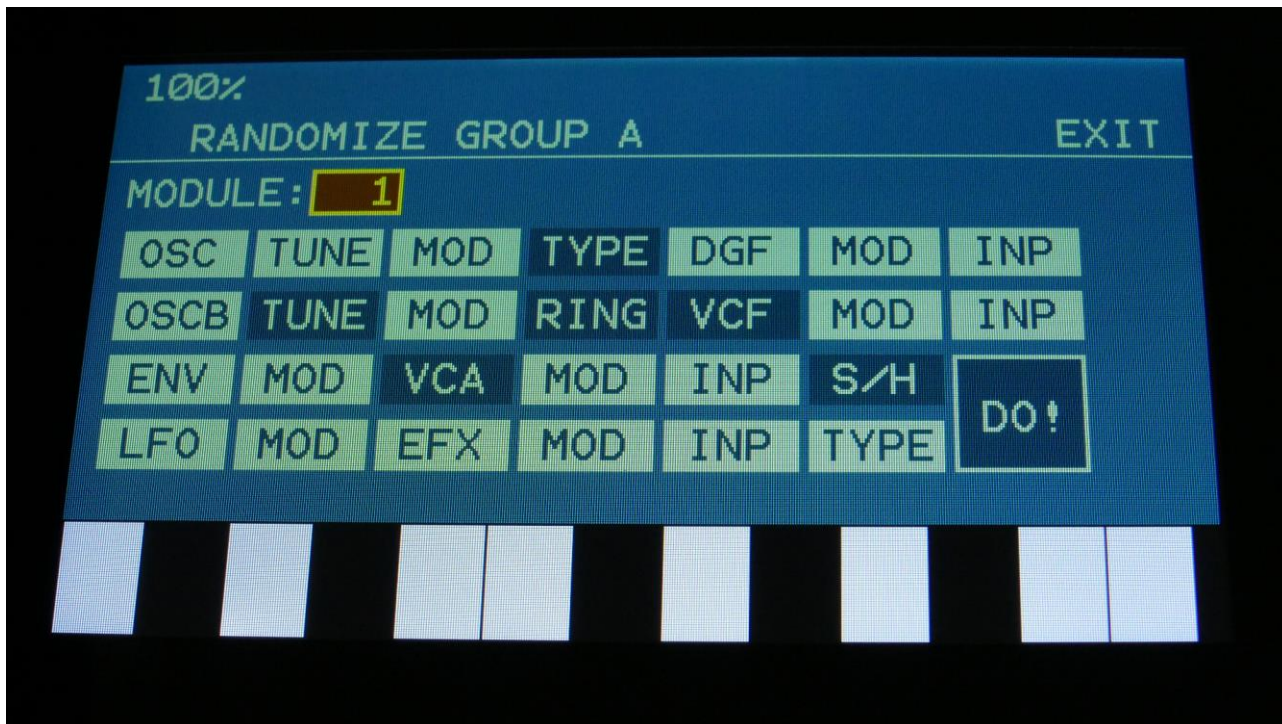 100%
RANDOMIZE GROUP A EXIT
MODULE: 1
OSC TUNE MOD TYPE DGF MOD INP
OSCB TUNE MOD RING VCF MOD INP
ENV MOD VCA MOD INP S/H
DO!
LFO MOD EFX MOD INP TYPE